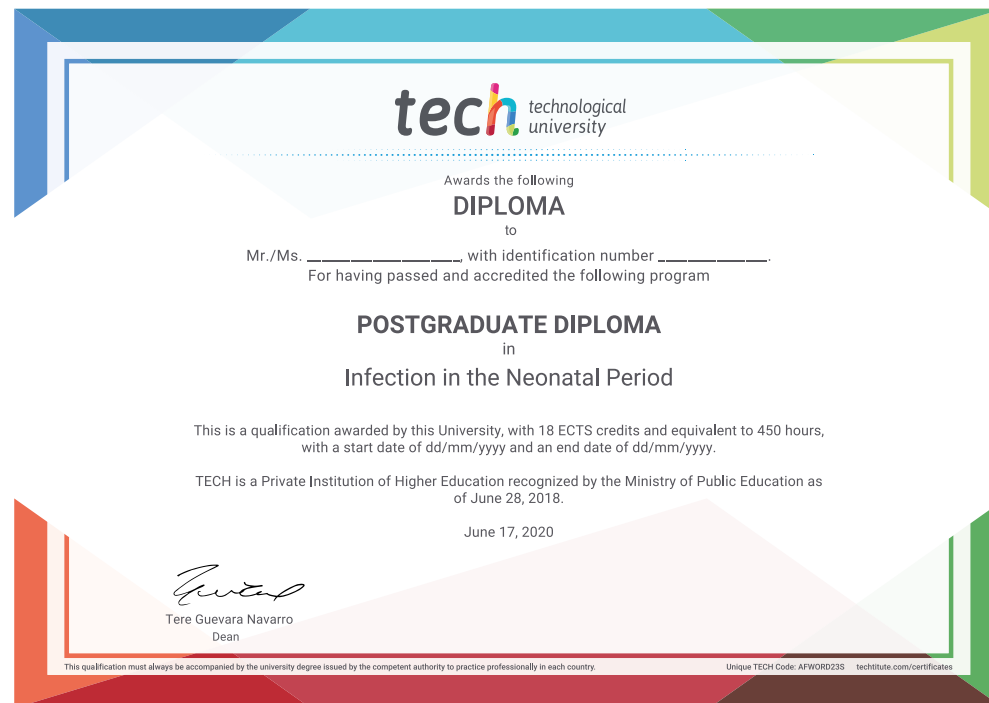 tech technological
university
Awards the following
DIPLOMA
to
Mr./Ms. _________________, with identification number ____________.
For having passed and accredited the following program
POSTGRADUATE DIPLOMA
in
Infection in the Neonatal Period
This is a qualification awarded by this University, with 18 ECTS credits and equivalent to 450 hours,
with a start date of dd/mm/yyyy and an end date of dd/mm/yyyy.
TECH is a Private Institution of Higher Education recognized by the Ministry of Public Education as
of June 28, 2018.
June 17, 2020
Tere Guevara Navarro
Dean
This qualification must always be accompanied by the university degree issued by the competent authority to practice professionally in each country.
Unique TECH Code: AFWORD23S techtitute.com/certificates